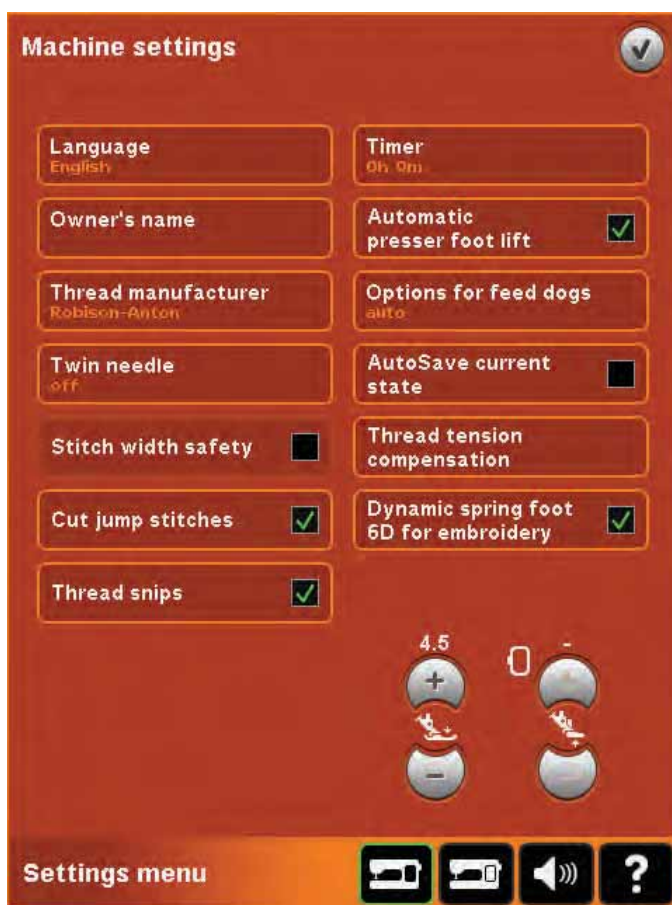 Machine settings
Language
English
Owner's name
Thread manufacturer
Robison-Anton
Twin needle
off
Stitch width safety
Cut jump stitches
Thread snips
Timer
0h 0m
Automatic
presser foot lift
Options for feed dogs
auto
AutoSave current
state
Thread tension
compensation
Dynamic spring foot
6D for embroidery
4.5
-
+
−
Settings menu
?